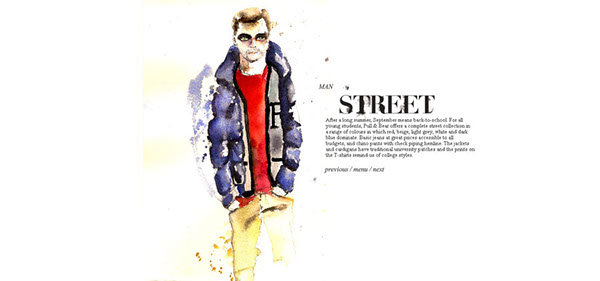 MAN
STREET
After a long summer, September means back-to-school. For all
young students, Pull & Bear offers a complete street collection in
a range of colours in which red, beige, light grey, white and dark
blue dominate. Basic jeans at great prices accessible to all
budgets, and chino pants with check piping hemline. The jackets
and cardigans have traditional university patches and the prints on
the T-shirts remind us of college styles.
previous / menu / next